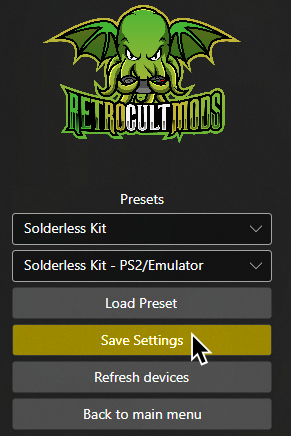 RETROCULTMODS
Presets
Solderless Kit
Solderless Kit - PS2/Emulator
Load Preset
Save Settings
Refresh devices
Back to main menu